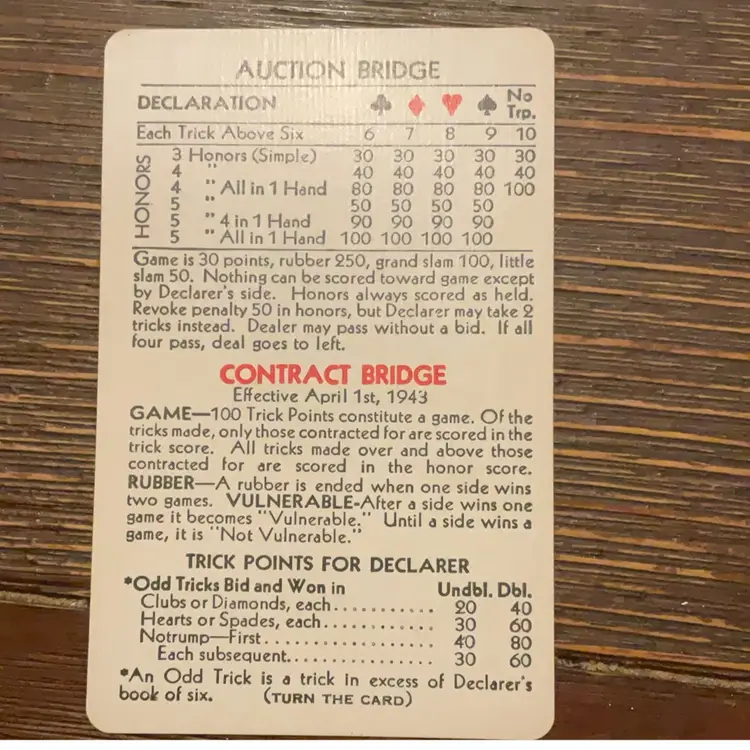 AUCTION BRIDGE
DECLARATION ♣ ♦ ♥ ♠ No Trp.
Each Trick Above Six 6 7 8 9 10
HONORS
3 Honors (Simple) 30 30 30 30 30
4 " 40 40 40 40 40
4 " All in 1 Hand 80 80 80 80 100
5 " 50 50 50 50
5 " 4 in 1 Hand 90 90 90 90
5 " All in 1 Hand 100 100 100 100
Game is 30 points, rubber 250, grand slam 100, little
slam 50. Nothing can be scored toward game except
by Declarer's side. Honors always scored as held.
Revoke penalty 50 in honors, but Declarer may take 2
tricks instead. Dealer may pass without a bid. If all
four pass, deal goes to left.
CONTRACT BRIDGE
Effective April 1st, 1943
GAME—100 Trick Points constitute a game. Of the
tricks made, only those contracted for are scored in the
trick score. All tricks made over and above those
contracted for are scored in the honor score.
RUBBER—A rubber is ended when one side wins
two games. VULNERABLE-After a side wins one
game it becomes "Vulnerable." Until a side wins a
game, it is "Not Vulnerable."
TRICK POINTS FOR DECLARER
*Odd Tricks Bid and Won in Undbl. Dbl.
Clubs or Diamonds, each........... 20 40
Hearts or Spades, each............ 30 60
Notrump—First.................. 40 80
Each subsequent............... 30 60
*An Odd Trick is a trick in excess of Declarer's
book of six. (TURN THE CARD)